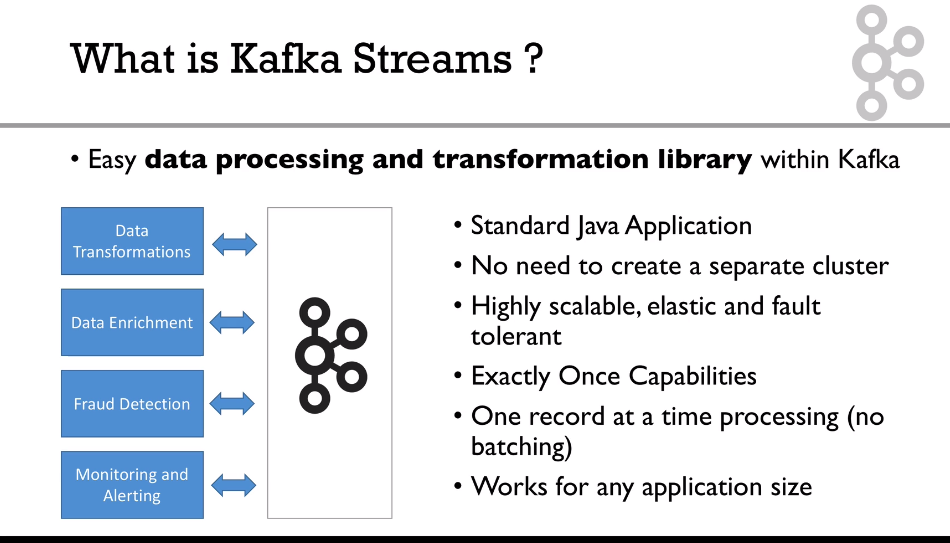 What is Kafka Streams ?
• Easy data processing and transformation library within Kafka
Data
Transformations
Data Enrichment
Fraud Detection
Monitoring and
Alerting
• Standard Java Application
• No need to create a separate cluster
• Highly scalable, elastic and fault
tolerant
• Exactly Once Capabilities
• One record at a time processing (no
batching)
• Works for any application size